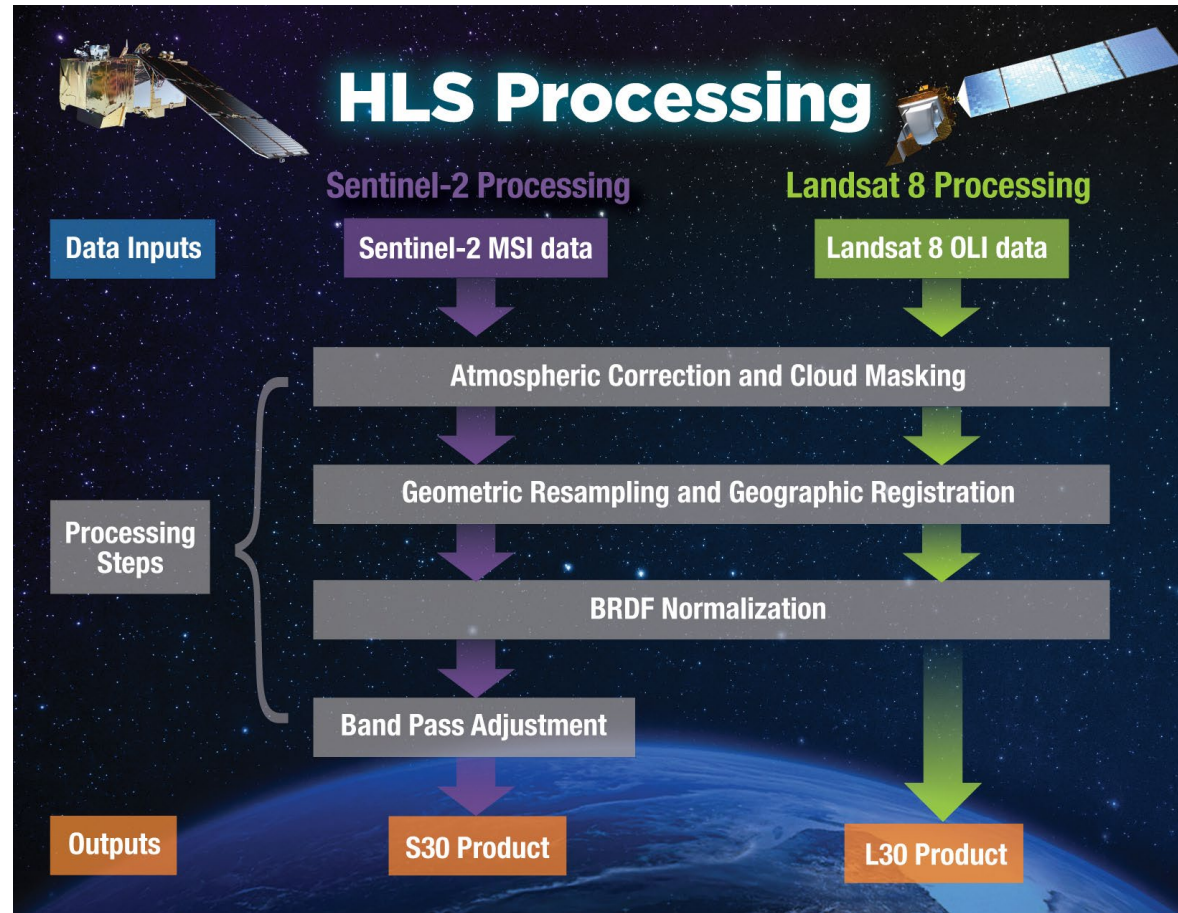 HLS Processing
Sentinel-2 Processing
Landsat 8 Processing
Data Inputs
Sentinel-2 MSI data
Landsat 8 OLI data
Atmospheric Correction and Cloud Masking
Geometric Resampling and Geographic Registration
Processing
Steps
BRDF Normalization
Band Pass Adjustment
Outputs
S30 Product
L30 Product